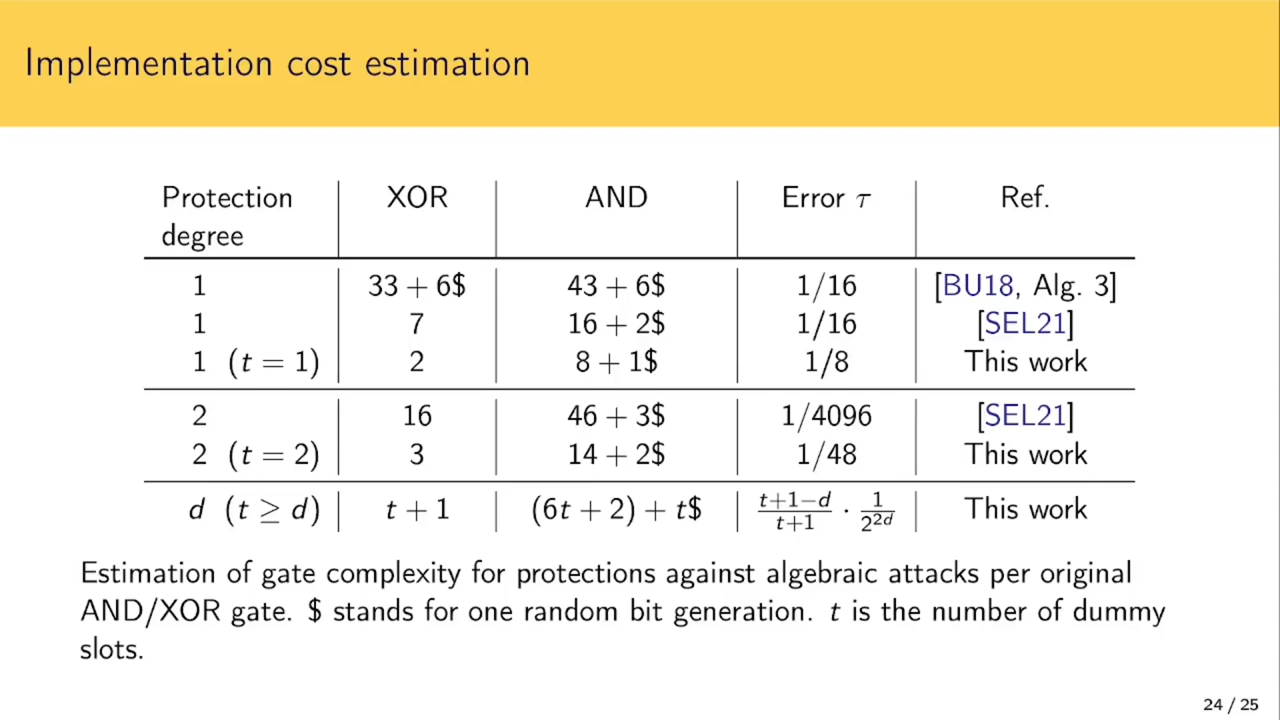 Implementation cost estimation
Protection degree | XOR | AND | Error τ | Ref.
1 | 33 + 6$ | 43 + 6$ | 1/16 | [BU18, Alg. 3]
1 | 7 | 16 + 2$ | 1/16 | [SEL21]
1 (t = 1) | 2 | 8 + 1$ | 1/8 | This work
2 | 16 | 46 + 3$ | 1/4096 | [SEL21]
2 (t = 2) | 3 | 14 + 2$ | 1/48 | This work
d (t ≥ d) | t + 1 | (6t + 2) + t$ | \frac{t+1−d}{t+1} · \frac{1}{2^{2d}} | This work
Estimation of gate complexity for protections against algebraic attacks per original
AND/XOR gate. $ stands for one random bit generation. t is the number of dummy
slots.
24 / 25